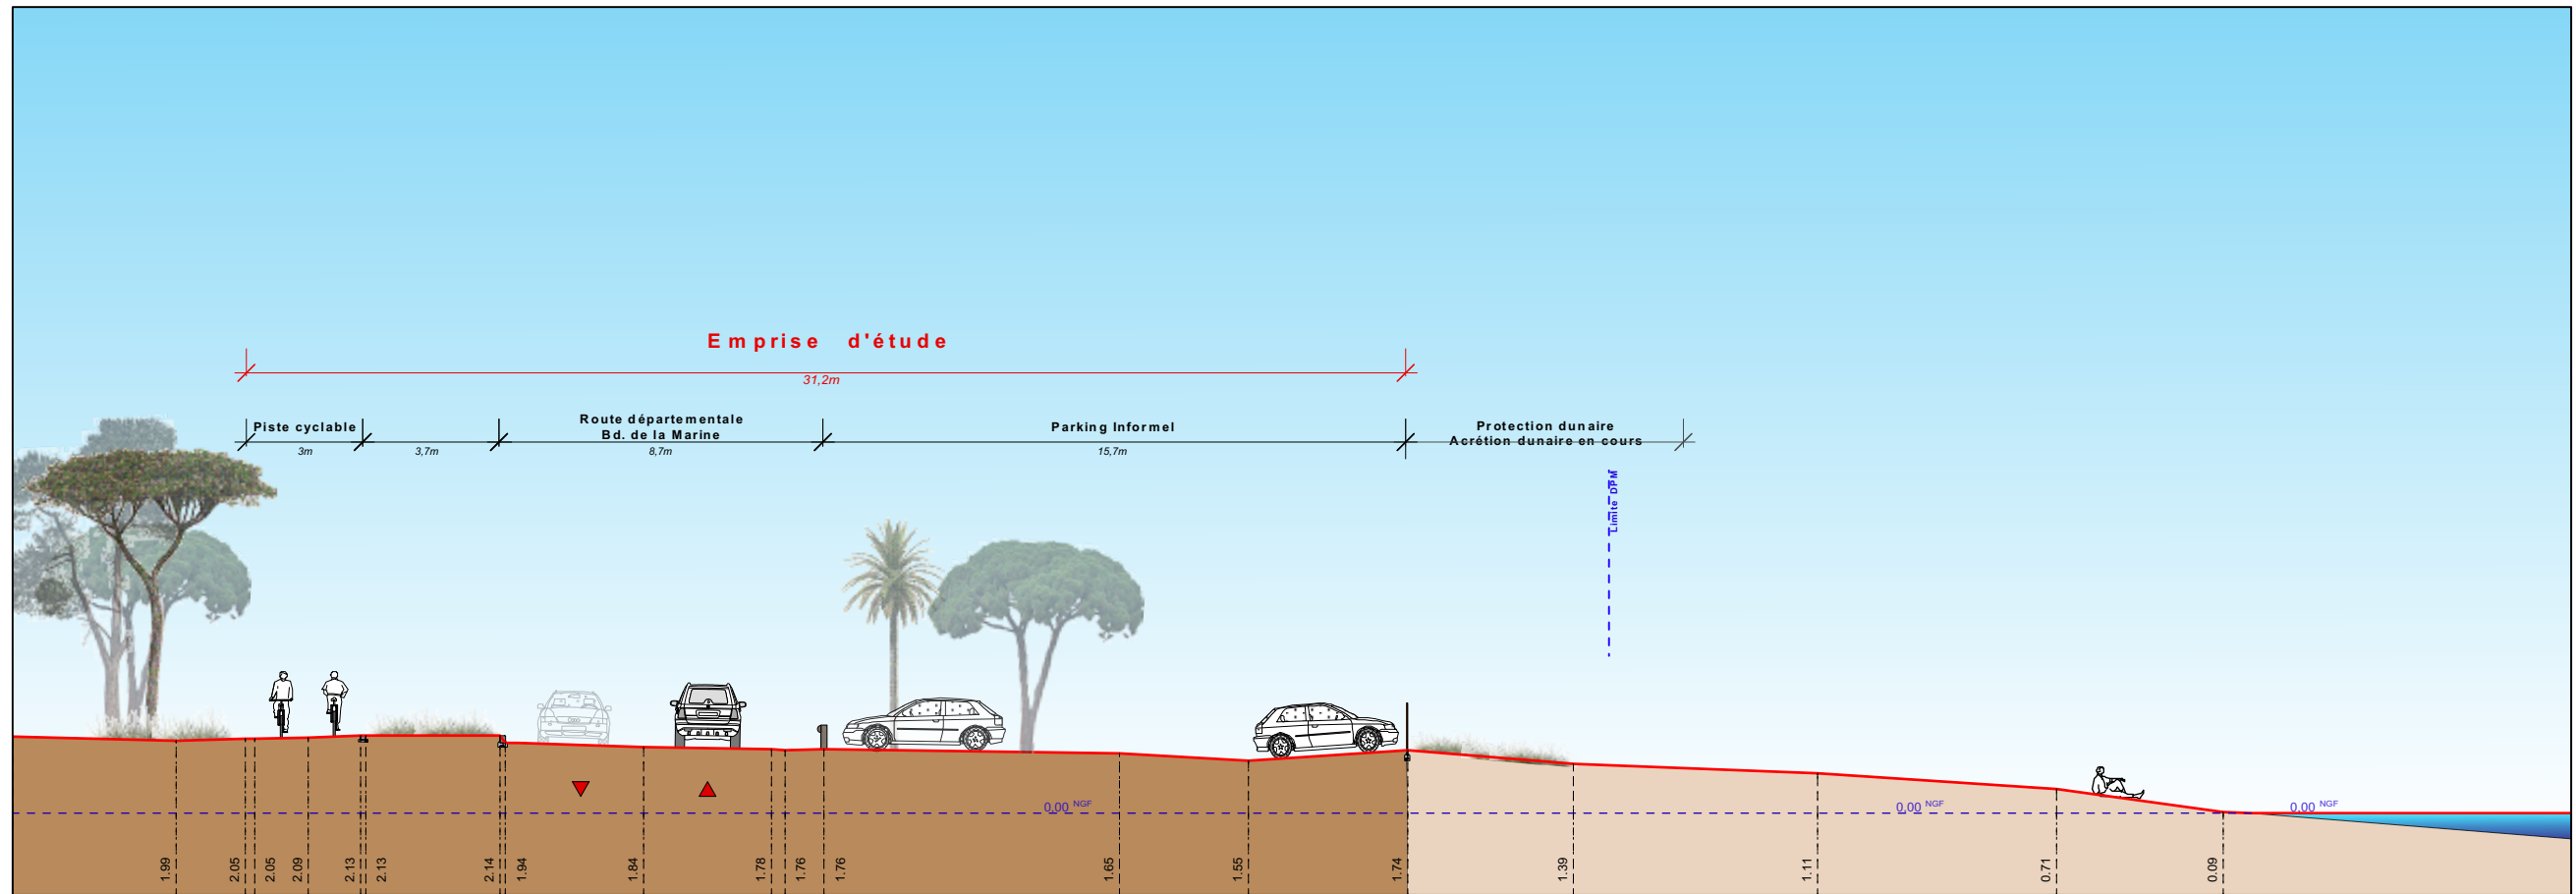 Emprise d'étude
31,2m
Piste cyclable
3m
3,7m
Route départementale
Bd. de la Marine
8,7m
Parking Informel
15,7m
Protection dunaire
Acrétion dunaire en cours
Limite DPM
0,00 NGF
0,00 NGF
0,00 NGF
1.99
2.05
2.05
2.09
2.13
2.13
2.14
1.94
1.84
1.78
1.76
1.76
1.65
1.55
1.74
1.39
1.11
0.71
0.09